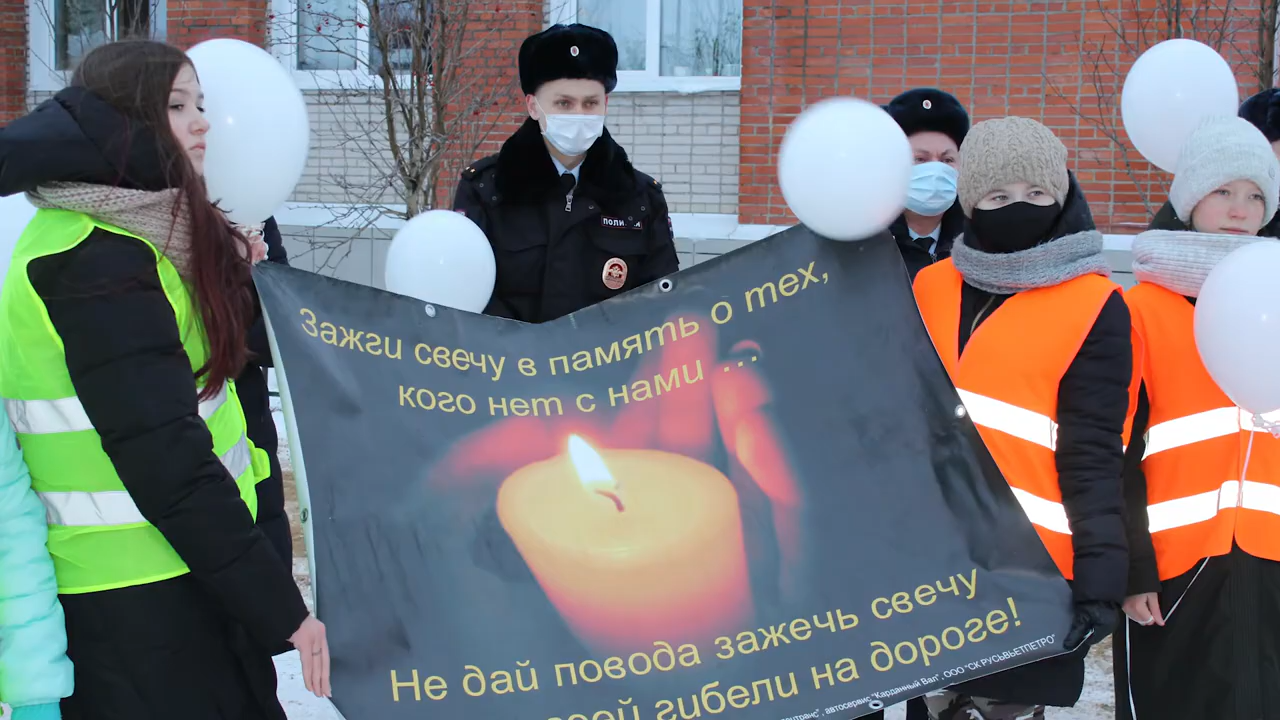 Зажги свечу в память о тех,
кого нет с нами ...
Не дай повода зажечь свечу
гибели на дороге!
автосервис "Карданный Вал", ООО "СК РУСЬВЬЕТПЕТРО"